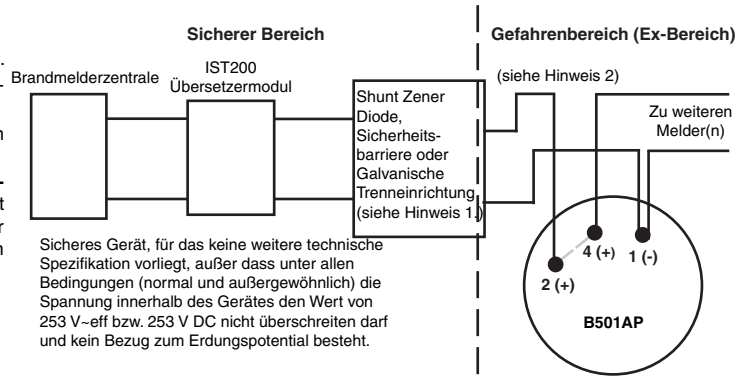 Sicherer Bereich
Gefahrenbereich (Ex-Bereich)
Brandmelderzentrale
IST200
Übersetzermodul
Shunt Zener
Diode,
Sicherheits-
barriere oder
Galvanische
Trenneinrichtung
(siehe Hinweis 1.)
(siehe Hinweis 2)
Zu weiteren
Melder(n)
4 (+)
1 (-)
2 (+)
B501AP
Sicheres Gerät, für das keine weitere technische
Spezifikation vorliegt, außer dass unter allen
Bedingungen (normal und außergewöhnlich) die
Spannung innerhalb des Gerätes den Wert von
253 V~eff bzw. 253 V DC nicht überschreiten darf
und kein Bezug zum Erdungspotential besteht.